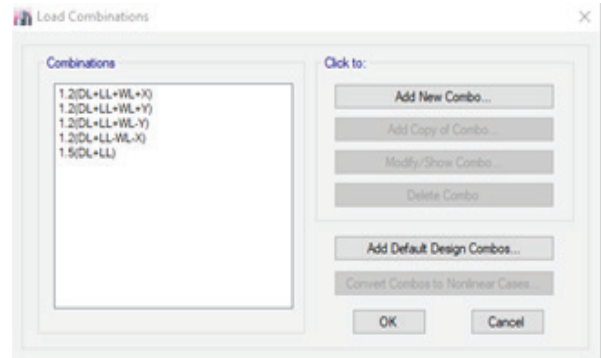 Load Combinations
Combinations
1.2(DL+LL+WL+X)
1.2(DL+LL+WL+Y)
1.2(DL+LL+WL-Y)
1.2(DL+LL-WL-X)
1.5(DL+LL)
Click to:
Add New Combo...
Add Copy of Combo...
Modify/Show Combo...
Delete Combo
Add Default Design Combos...
Convert Combos to Nonlinear Cases...
OK
Cancel